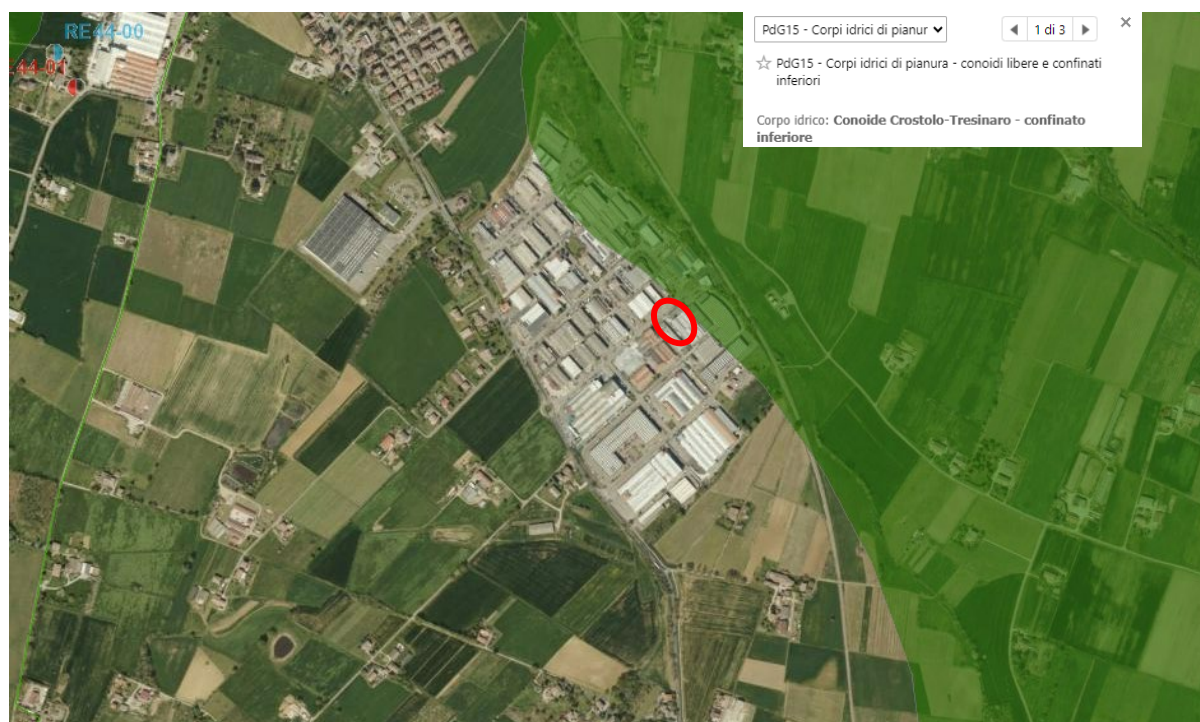 RE44-00
44-01
PdG15 - Corpi idrici di pianur
1 di 3
PdG15 - Corpi idrici di pianura - conoidi libere e confinati
inferiori
Corpo idrico: Conoide Crostolo-Tresinaro - confinato
inferiore